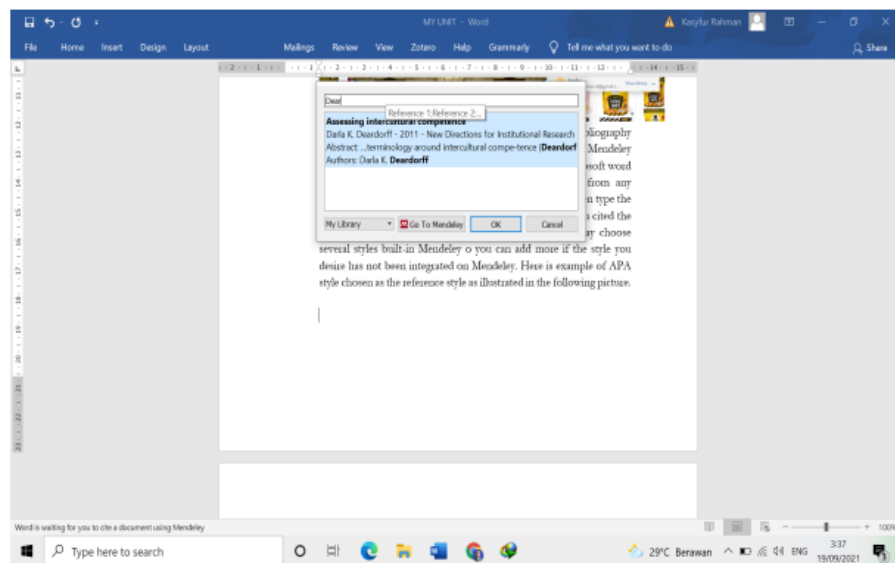 MY UNIT - Word
Kasyfur Rahman
File Home Insert Design Layout Mailings Review View Zotero Help Grammarly Tell me what you want to do Share
Dear
Reference 1;Reference 2;...
Assessing intercultural competence
Darla K. Deardorff - 2011 - New Directions for Institutional Research
Abstract: ...terminology around intercultural compe-tence (Deardorf
Authors: Darla K. Deardorff
My Library Go To Mendeley OK Cancel
bliography
Mendeley
soft word
from any
n type the
cited the
ay choose
several styles built-in Mendeley o you can add more if the style you
desire has not been integrated on Mendeley. Here is example of APA
style chosen as the reference style as illustrated in the following picture.
Word is waiting for you to cite a document using Mendeley
100%
Type here to search
29°C Berawan
ENG
3:37
19/09/2021